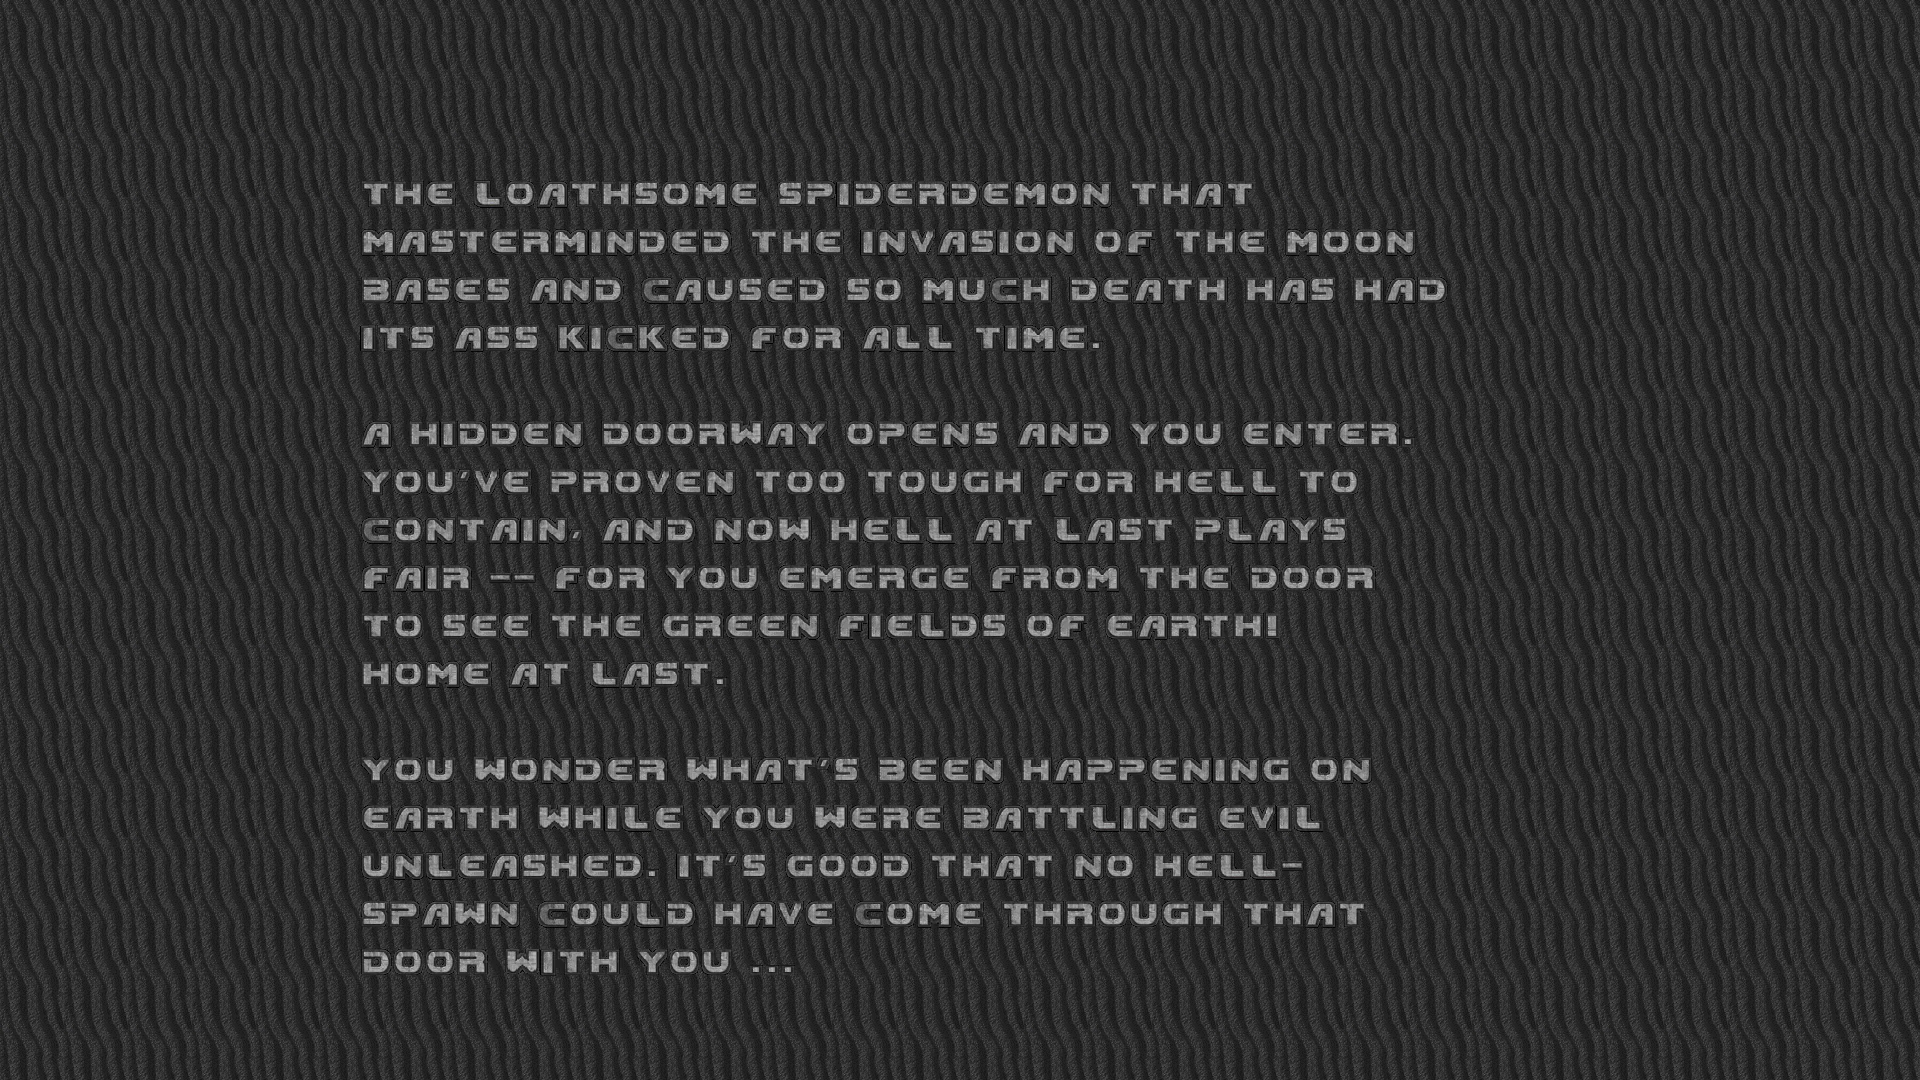 THE LOATHSOME SPIDERDEMON THAT
MASTERMINDED THE INVASION OF THE MOON
BASES AND CAUSED SO MUCH DEATH HAS HAD
ITS ASS KICKED FOR ALL TIME.
A HIDDEN DOORWAY OPENS AND YOU ENTER.
YOU'VE PROVEN TOO TOUGH FOR HELL TO
CONTAIN, AND NOW HELL AT LAST PLAYS
FAIR -- FOR YOU EMERGE FROM THE DOOR
TO SEE THE GREEN FIELDS OF EARTH!
HOME AT LAST.
YOU WONDER WHAT'S BEEN HAPPENING ON
EARTH WHILE YOU WERE BATTLING EVIL
UNLEASHED. IT'S GOOD THAT NO HELL-
SPAWN COULD HAVE COME THROUGH THAT
DOOR WITH YOU ...